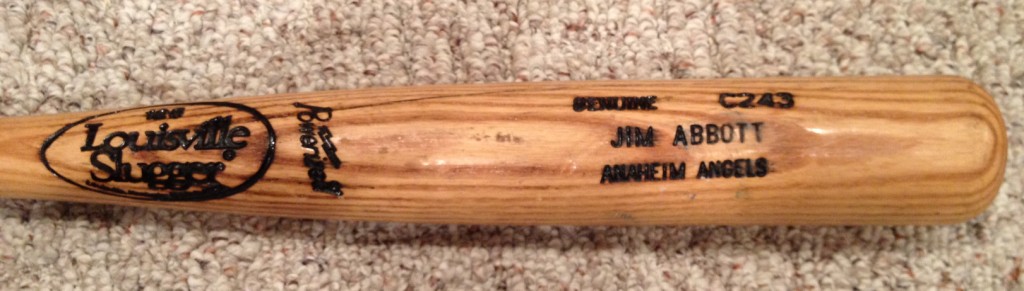 Louisville
Slugger®
GENUINE C243
JIM ABBOTT
ANAHEIM ANGELS